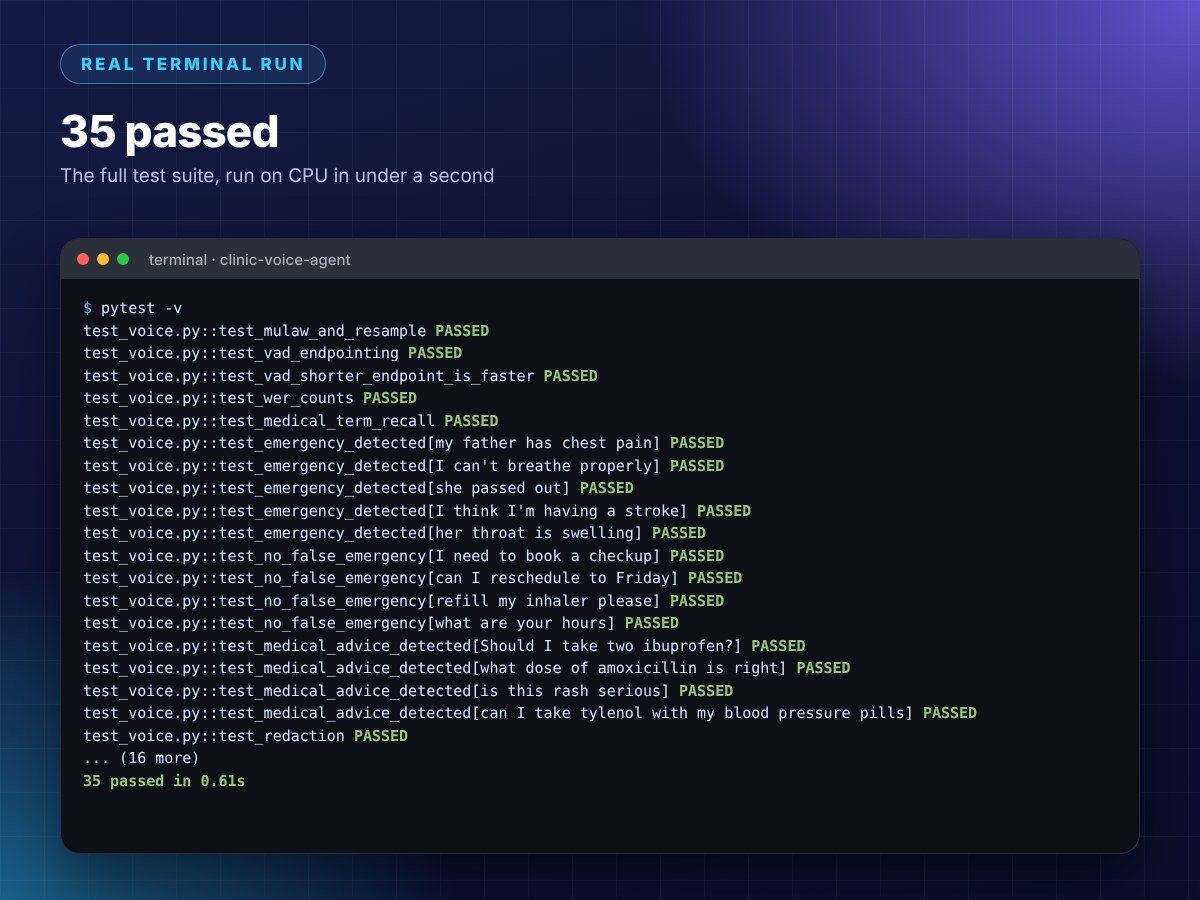 REAL TERMINAL RUN
35 passed
The full test suite, run on CPU in under a second
terminal · clinic-voice-agent
$ pytest -v
test_voice.py::test_mulaw_and_resample PASSED
test_voice.py::test_vad_endpointing PASSED
test_voice.py::test_vad_shorter_endpoint_is_faster PASSED
test_voice.py::test_wer_counts PASSED
test_voice.py::test_medical_term_recall PASSED
test_voice.py::test_emergency_detected[my father has chest pain] PASSED
test_voice.py::test_emergency_detected[I can't breathe properly] PASSED
test_voice.py::test_emergency_detected[she passed out] PASSED
test_voice.py::test_emergency_detected[I think I'm having a stroke] PASSED
test_voice.py::test_emergency_detected[her throat is swelling] PASSED
test_voice.py::test_no_false_emergency[I need to book a checkup] PASSED
test_voice.py::test_no_false_emergency[can I reschedule to Friday] PASSED
test_voice.py::test_no_false_emergency[refill my inhaler please] PASSED
test_voice.py::test_no_false_emergency[what are your hours] PASSED
test_voice.py::test_medical_advice_detected[Should I take two ibuprofen?] PASSED
test_voice.py::test_medical_advice_detected[what dose of amoxicillin is right] PASSED
test_voice.py::test_medical_advice_detected[is this rash serious] PASSED
test_voice.py::test_medical_advice_detected[can I take tylenol with my blood pressure pills] PASSED
test_voice.py::test_redaction PASSED
... (16 more)
35 passed in 0.61s